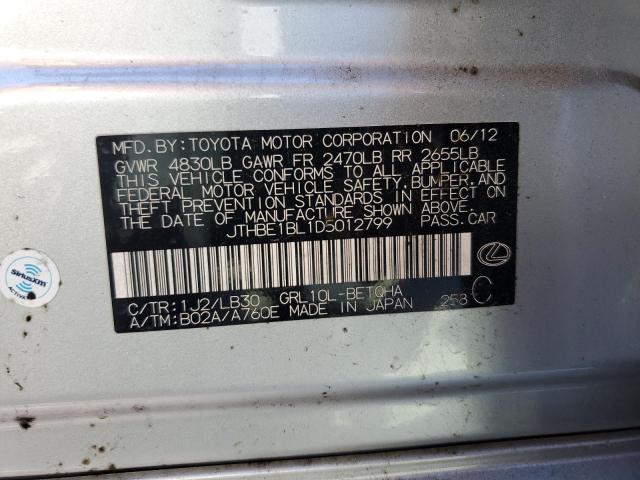 MFD.BY:TOYOTA MOTOR CORPORATION 06/12
GVWR 4830LB GAWR FR 2470LB RR 2655LB
THIS VEHICLE CONFORMS TO ALL APPLICABLE
FEDERAL MOTOR VEHICLE SAFETY,BUMPER,AND
THEFT PREVENTION STANDARDS IN EFFECT ON
THE DATE OF MANUFACTURE SHOWN ABOVE.
JTHBE1BL1D5012799 PASS.CAR
C/TR:1J2/LB30 GRL10L-BETQHA
A/TM:B02A/A760E MADE IN JAPAN 258 C
SiriusXM